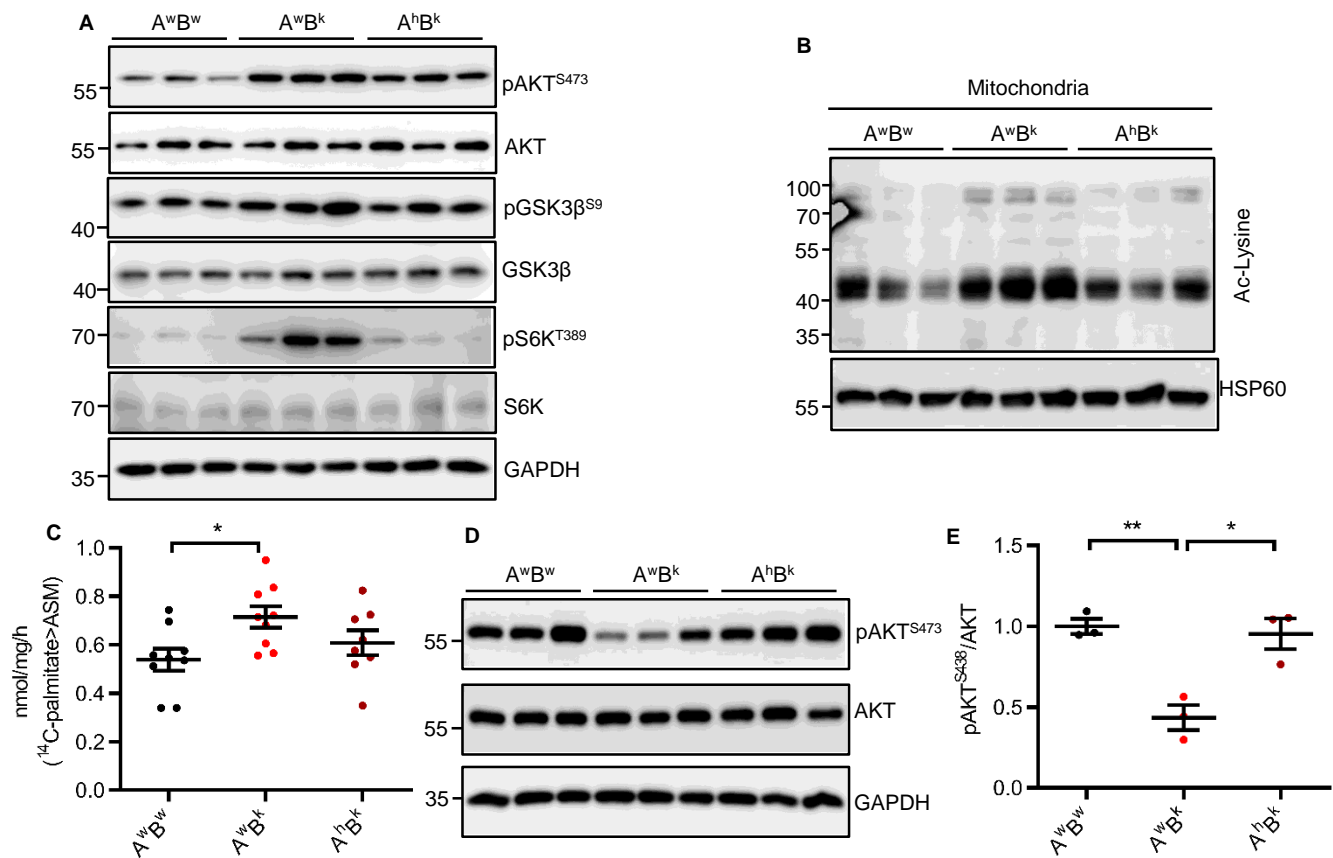 A
AʷBʷ AʷBᵏ AʰBᵏ
55 pAKTS473
55 AKT
40 pGSK3βS9
40 GSK3β
70 pS6KT389
70 S6K
35 GAPDH
B
Mitochondria
AʷBʷ AʷBᵏ AʰBᵏ
100
70
55
40
35
Ac-Lysine
55 HSP60
C
*
nmol/mg/h
(14C-palmitate>ASM)
1.0
0.8
0.6
0.4
0.2
0.0
AʷBʷ AʷBᵏ AʰBᵏ
D
AʷBʷ AʷBᵏ AʰBᵏ
55 pAKTS473
55 AKT
35 GAPDH
E
** *
pAKTS438/AKT
1.5
1.0
0.5
0.0
AʷBʷ AʷBᵏ AʰBᵏ